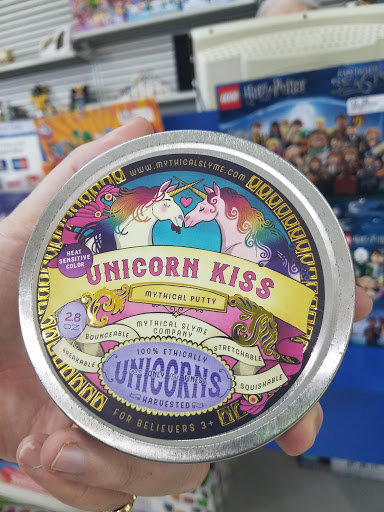 WWW.MYTHICALSLYME.COM
HEAT
SENSITIVE
COLOR
UNICORN KISS
MYTHICAL PUTTY
2.8
OZ
MYTHICAL SLYME
COMPANY
BOUNCEABLE
BREAKABLE
STRETCHABLE
SQUISHABLE
100% ETHICALLY
UNICORNS
HARVESTED
FOR BELIEVERS 3+
LEGO
Harry Potter